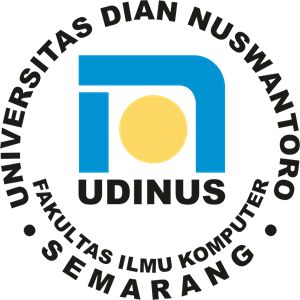 UNIVERSITAS DIAN NUSWANTORO
UDINUS
FAKULTAS ILMU KOMPUTER
• SEMARANG •